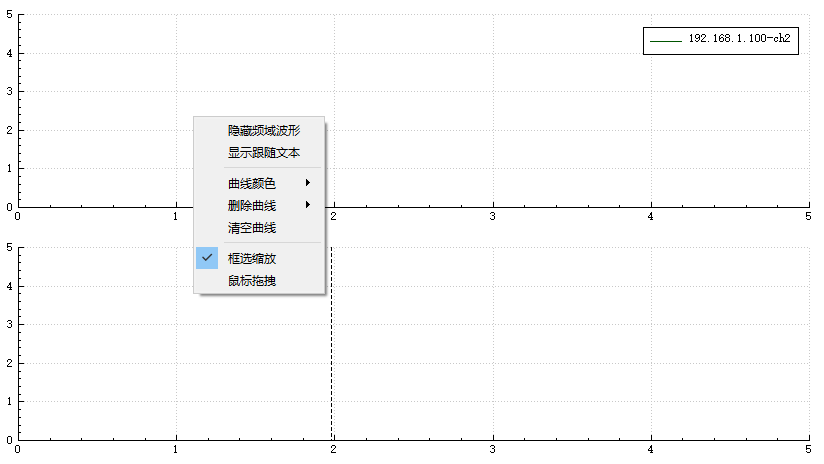 5
192.168.1.100-ch2
4
3
隐藏频域波形
2
显示跟随文本
1
曲线颜色
删除曲线
0
0 1 2 3 4 5
清空曲线
5
框选缩放
鼠标拖拽
4
3
2
1
0
0 1 2 3 4 5